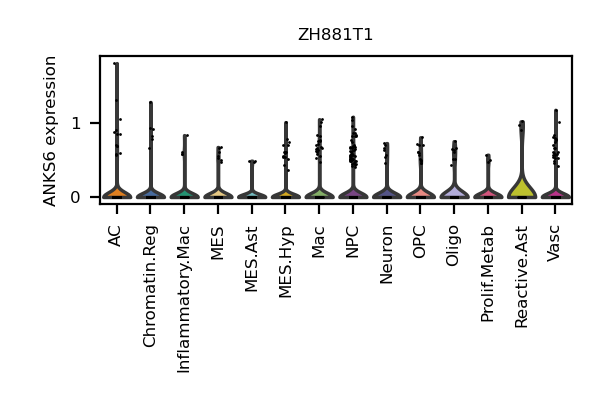 ZH881T1
ANKS6 expression
1
0
AC
Chromatin.Reg
Inflammatory.Mac
MES
MES.Ast
MES.Hyp
Mac
NPC
Neuron
OPC
Oligo
Prolif.Metab
Reactive.Ast
Vasc